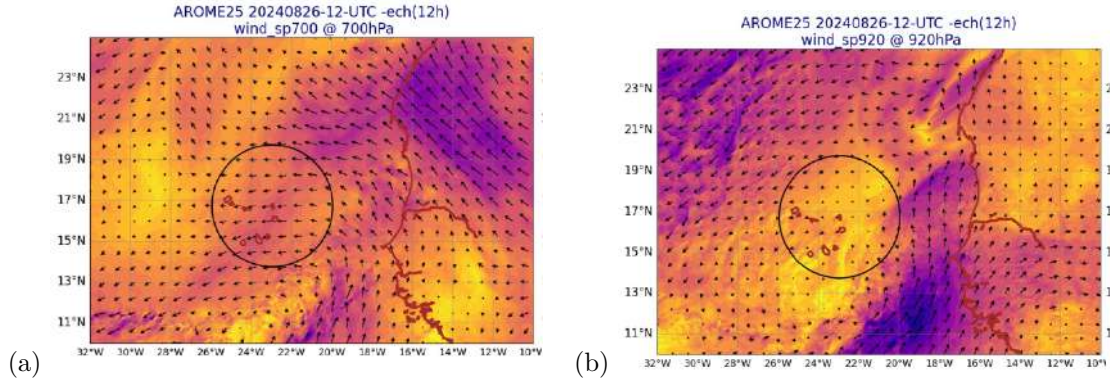 AROME25 20240826-12-UTC -ech(12h)
wind_sp700 @ 700hPa
23°N
21°N
19°N
17°N
15°N
13°N
11°N
32°W 30°W 28°W 26°W 24°W 22°W 20°W 18°W 16°W 14°W 12°W 10°W
(a)
AROME25 20240826-12-UTC -ech(12h)
wind_sp920 @ 920hPa
23°N
21°N
19°N
17°N
15°N
13°N
11°N
32°W 30°W 28°W 26°W 24°W 22°W 20°W 18°W 16°W 14°W 12°W 10°W
(b)